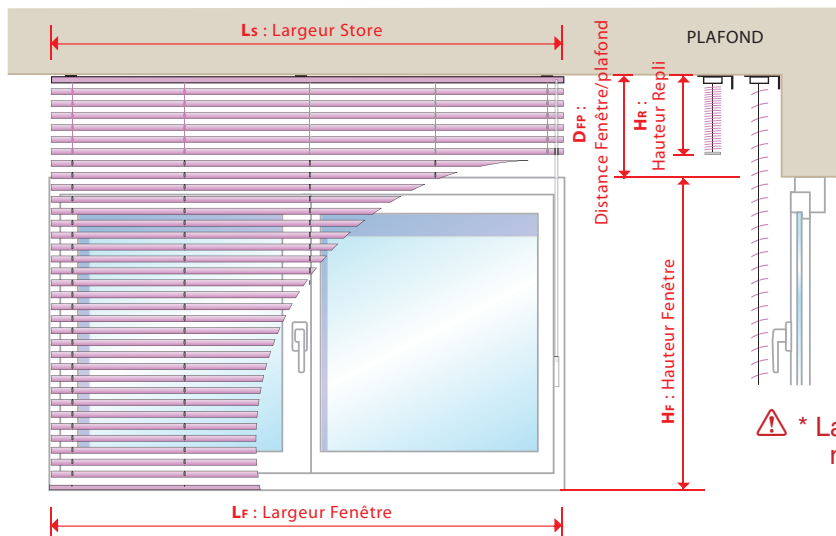 Ls : Largeur Store
PLAFOND
DFP :
Distance Fenêtre/plafond
HR :
Hauteur Repli
HF : Hauteur Fenêtre
* La
LF : Largeur Fenêtre